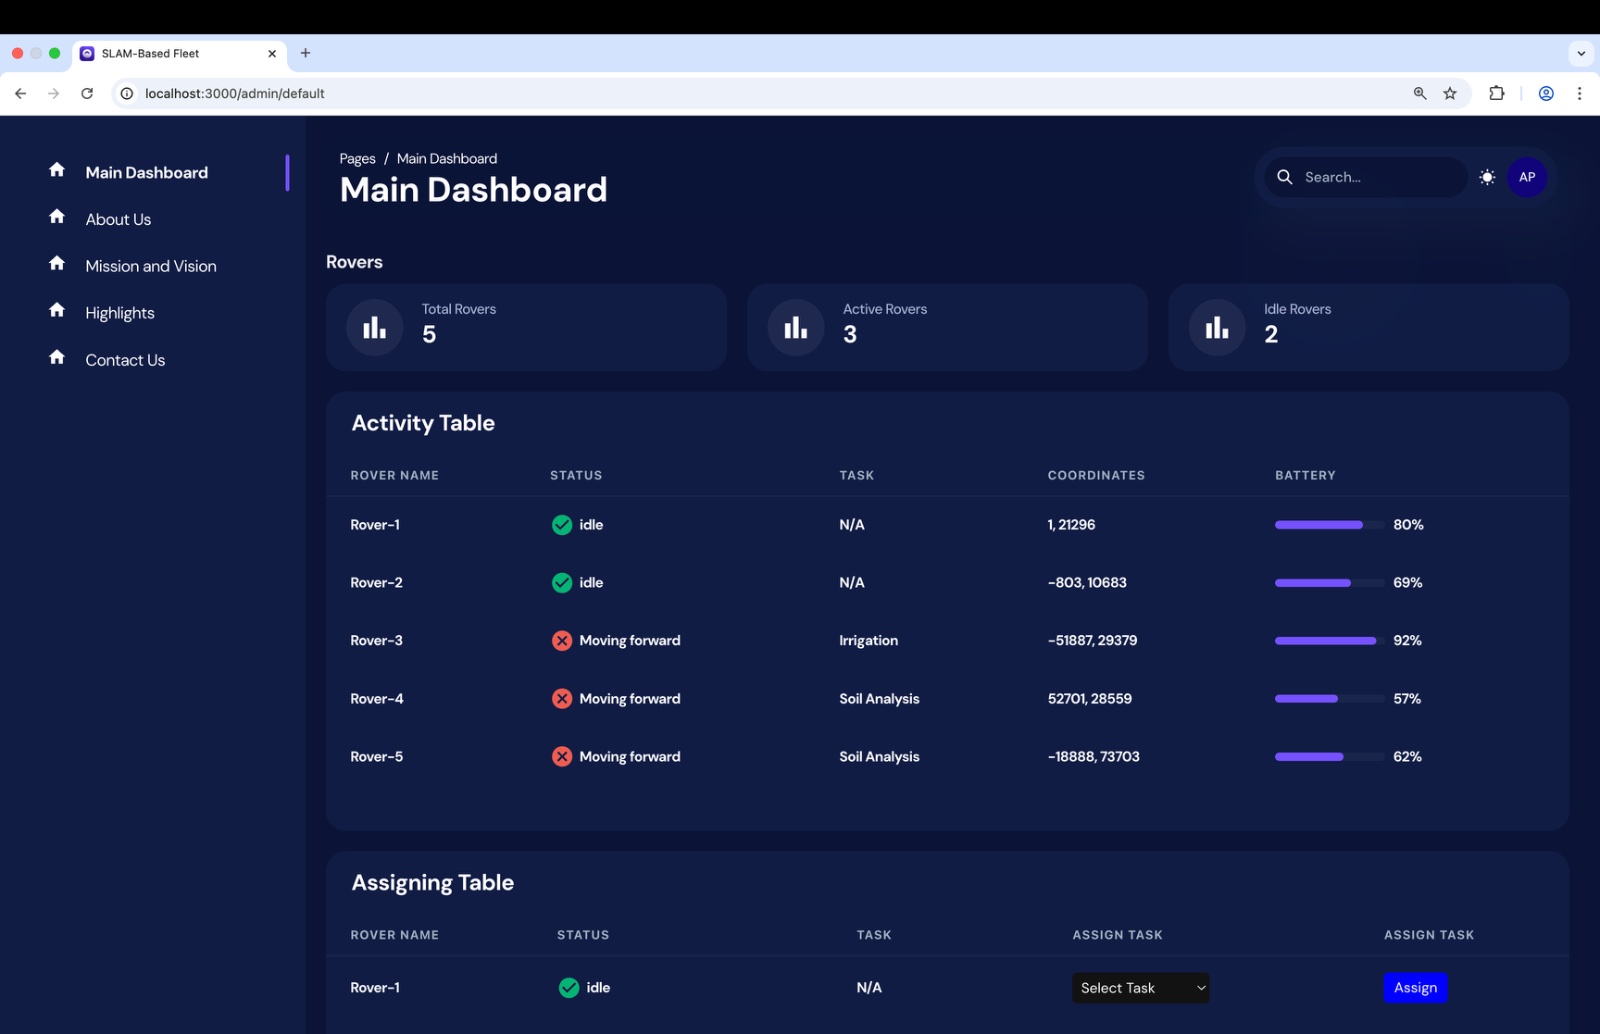 SLAM-Based Fleet
localhost:3000/admin/default
Main Dashboard
About Us
Mission and Vision
Highlights
Contact Us
Pages / Main Dashboard
Main Dashboard
Search...
AP
Rovers
Total Rovers
5
Active Rovers
3
Idle Rovers
2
Activity Table
ROVER NAME STATUS TASK COORDINATES BATTERY
Rover-1 idle N/A 1, 21296 80%
Rover-2 idle N/A -803, 10683 69%
Rover-3 Moving forward Irrigation -51887, 29379 92%
Rover-4 Moving forward Soil Analysis 52701, 28559 57%
Rover-5 Moving forward Soil Analysis -18888, 73703 62%
Assigning Table
ROVER NAME STATUS TASK ASSIGN TASK ASSIGN TASK
Rover-1 idle N/A Select Task Assign